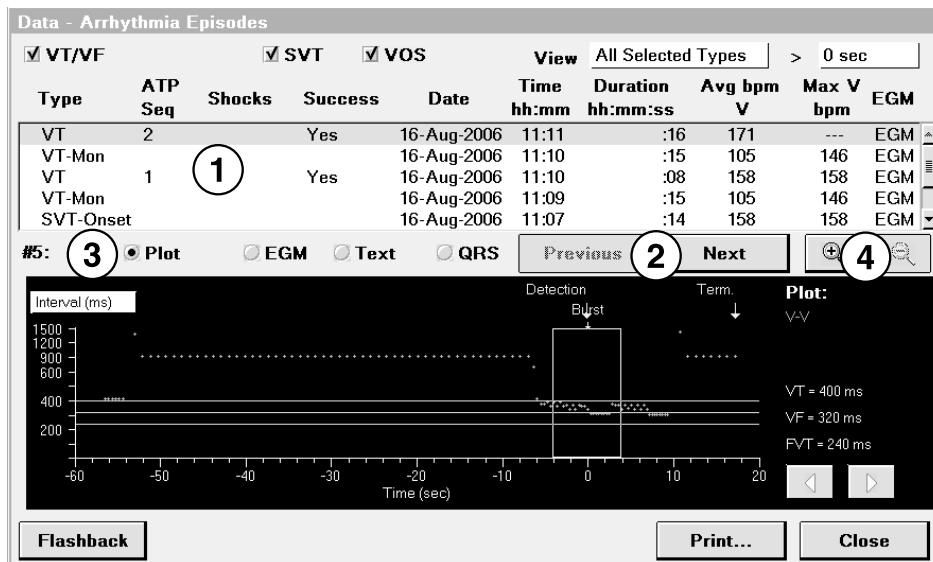 Data - Arrhythmia Episodes
VT/VF SVT VOS View All Selected Types > 0 sec
Type ATP Seq Shocks Success Date Time hh:mm Duration hh:mm:ss Avg bpm V Max V bpm EGM
VT 2 Yes 16-Aug-2006 11:11 :16 171 --- EGM
VT-Mon 16-Aug-2006 11:10 :15 105 146 EGM
VT 1 Yes 16-Aug-2006 11:10 :08 158 158 EGM
VT-Mon 16-Aug-2006 11:09 :15 105 146 EGM
SVT-Onset 16-Aug-2006 11:07 :14 158 158 EGM
1
#5: 3 Plot EGM Text QRS Previous 2 Next 4
Interval (ms) Detection Term. Plot:
Burst V-V
1500
1200
900
600
400 VT = 400 ms
VF = 320 ms
200 FVT = 240 ms
-60 -50 -40 -30 -20 -10 0 10 20
Time (sec)
Flashback Print... Close